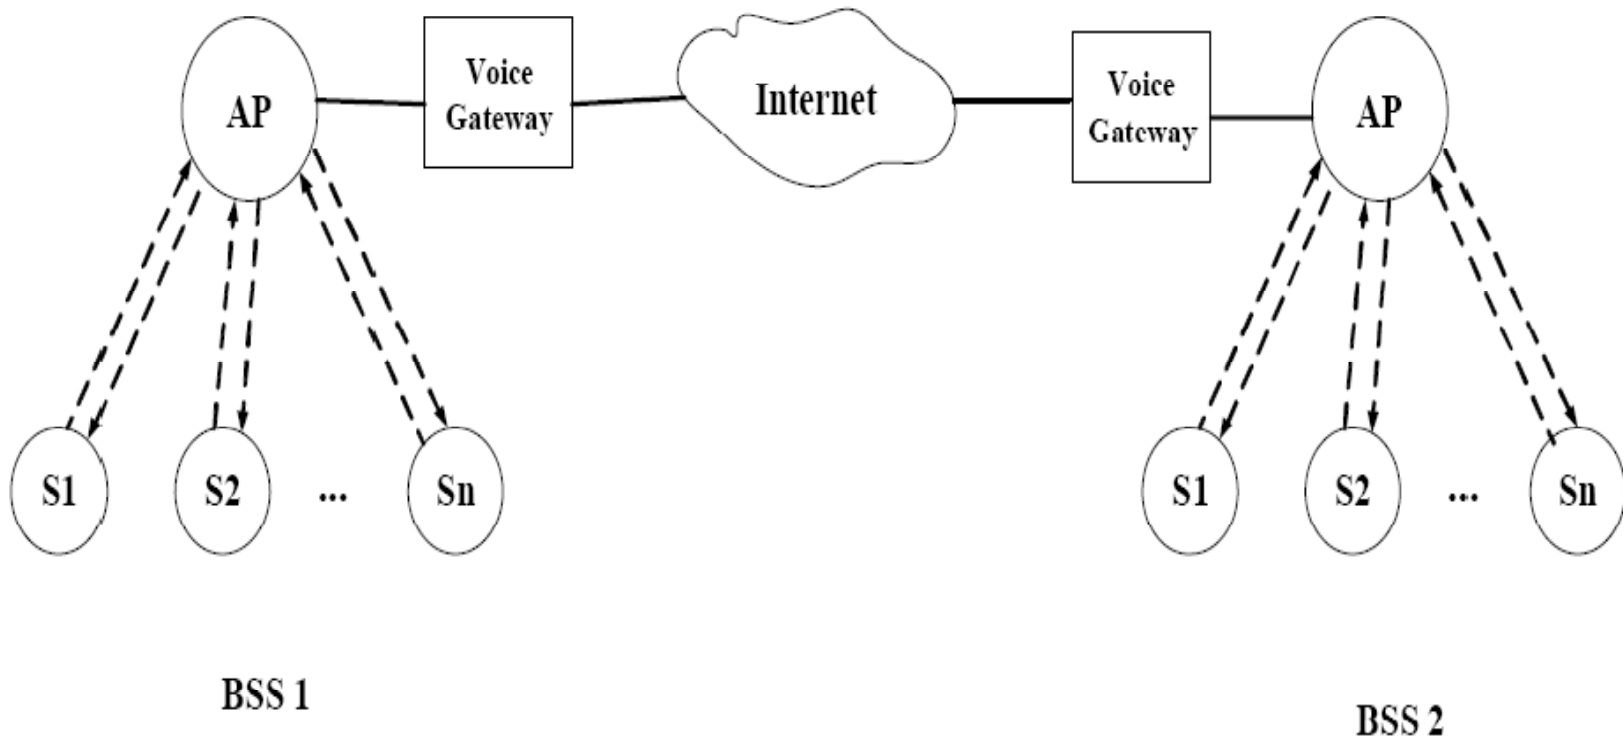 AP
Voice
Gateway
Internet
Voice
Gateway
AP
S1
S2
...
Sn
S1
S2
...
Sn
BSS 1
BSS 2